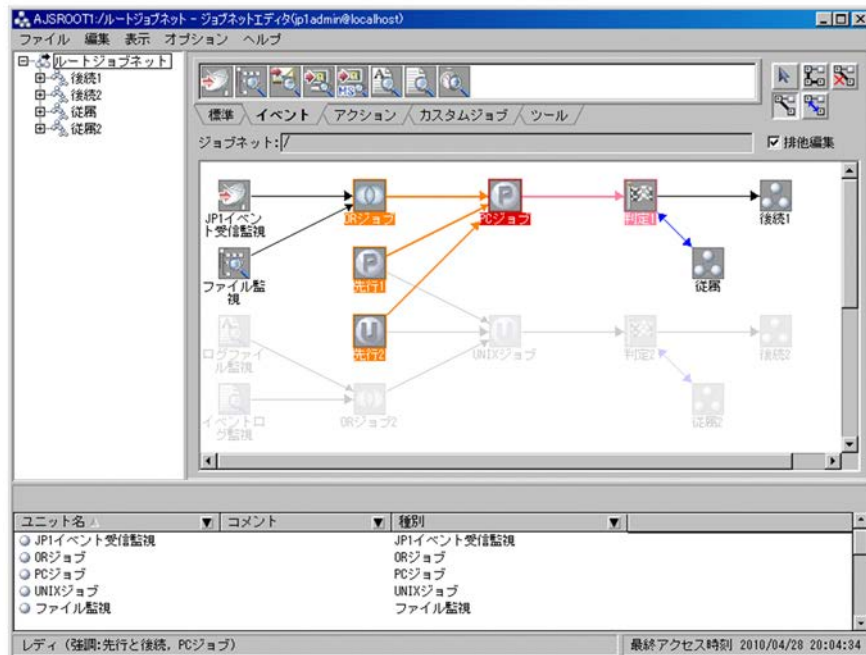 AJSROOT1:/ルートジョブネット - ジョブネットエディタ(jp1admin@localhost)
ファイル 編集 表示 オプション ヘルプ
ルートジョブネット
後続1
後続2
従属
従属2
MS
標準 イベント アクション カスタムジョブ ツール
ジョブネット:/
排他編集
JP1イベント受信監視
ORジョブ
PCジョブ
判定1
後続1
ファイル監視
先行1
従属
ログファイル監視
先行2
UNIXジョブ
判定2
後続2
イベントログ監視
ORジョブ2
従属2
ユニット名 コメント 種別
JP1イベント受信監視 JP1イベント受信監視
ORジョブ ORジョブ
PCジョブ PCジョブ
UNIXジョブ UNIXジョブ
ファイル監視 ファイル監視
レディ (強調:先行と後続, PCジョブ) 最終アクセス時刻 2010/04/28 20:04:34